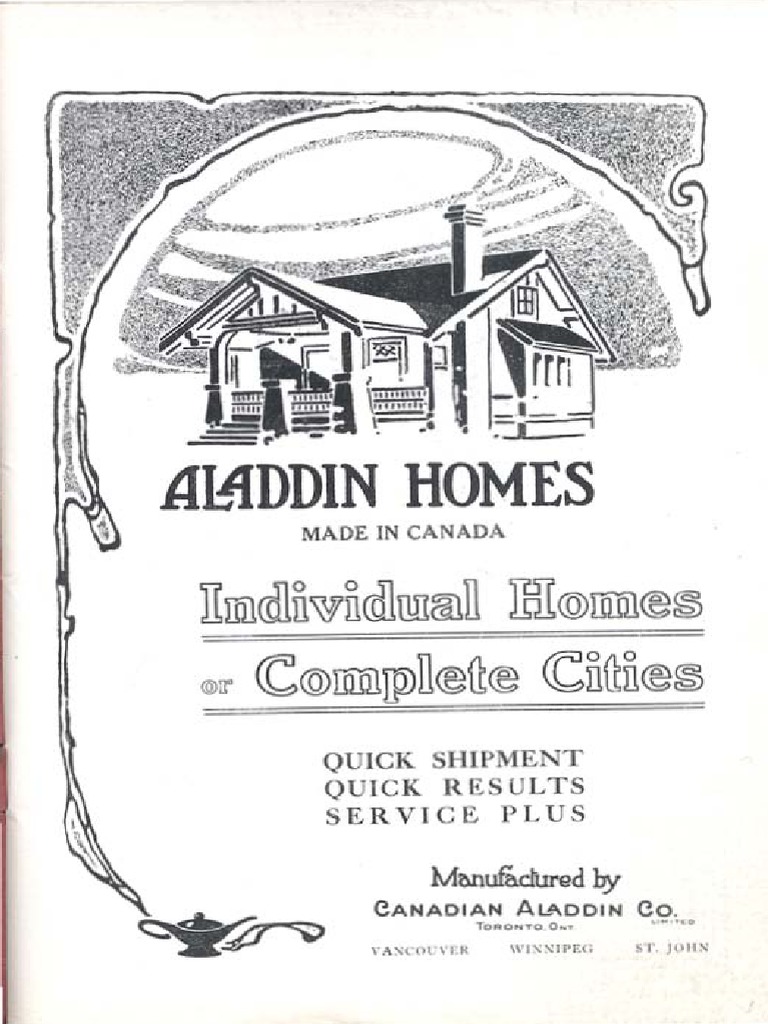 ALADDIN HOMES
MADE IN CANADA
Individual Homes
or Complete Cities
QUICK SHIPMENT
QUICK RESULTS
SERVICE PLUS
Manufactured by
CANADIAN ALADDIN CO.
LIMITED
TORONTO, ONT.
VANCOUVER WINNIPEG ST. JOHN